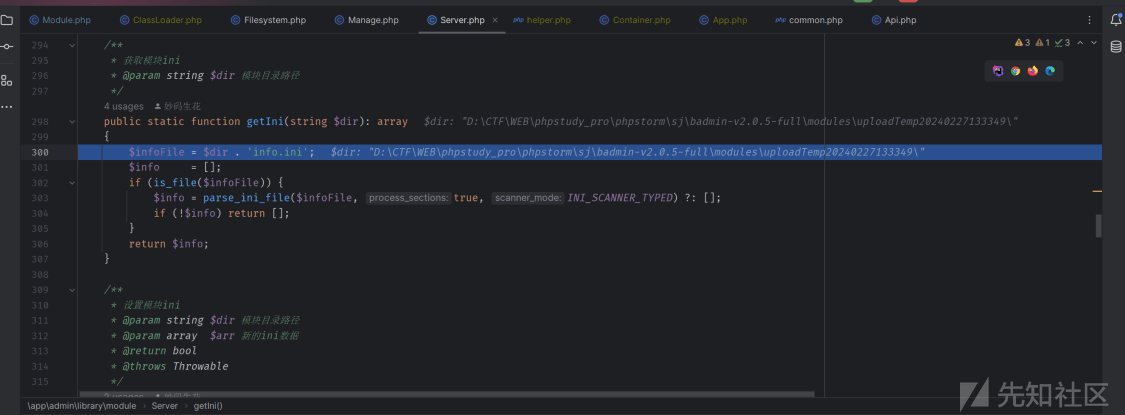 Module.php ClassLoader.php Filesystem.php Manage.php Server.php × php helper.php Container.php App.php php common.php Api.php
3 1 3
294 /**
295 * 获取模块ini
296 * @param string $dir 模块目录路径
297 */
4 usages 妙码生花
298 public static function getIni(string $dir): array $dir: "D:\CTF\WEB\phpstudy_pro\phpstorm\sj\badmin-v2.0.5-full\modules\uploadTemp20240227133349\"
299 {
300 $infoFile = $dir . 'info.ini'; $dir: "D:\CTF\WEB\phpstudy_pro\phpstorm\sj\badmin-v2.0.5-full\modules\uploadTemp20240227133349\"
301 $info = [];
302 if (is_file($infoFile)) {
303 $info = parse_ini_file($infoFile, process_sections: true, scanner_mode: INI_SCANNER_TYPED) ?: [];
304 if (!$info) return [];
305 }
306 return $info;
307 }
308
309 /**
310 * 设置模块ini
311 * @param string $dir 模块目录路径
312 * @param array $arr 新的ini数据
313 * @return bool
314 * @throws Throwable
315 */
2 usages 妙码生花
\app\admin\library\module › Server › getIni()
先知社区